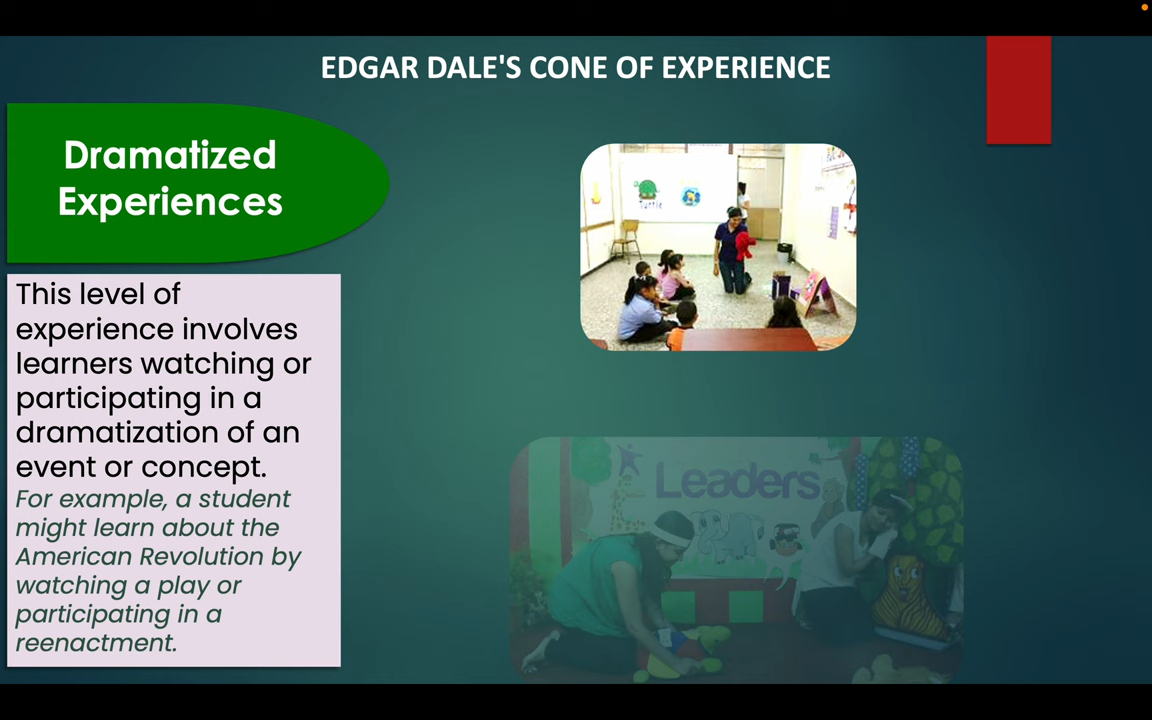 EDGAR DALE'S CONE OF EXPERIENCE
Dramatized
Experiences
This level of
experience involves
learners watching or
participating in a
dramatization of an
event or concept.
For example, a student
might learn about the
American Revolution by
watching a play or
participating in a
reenactment.
Turtle
Leaders